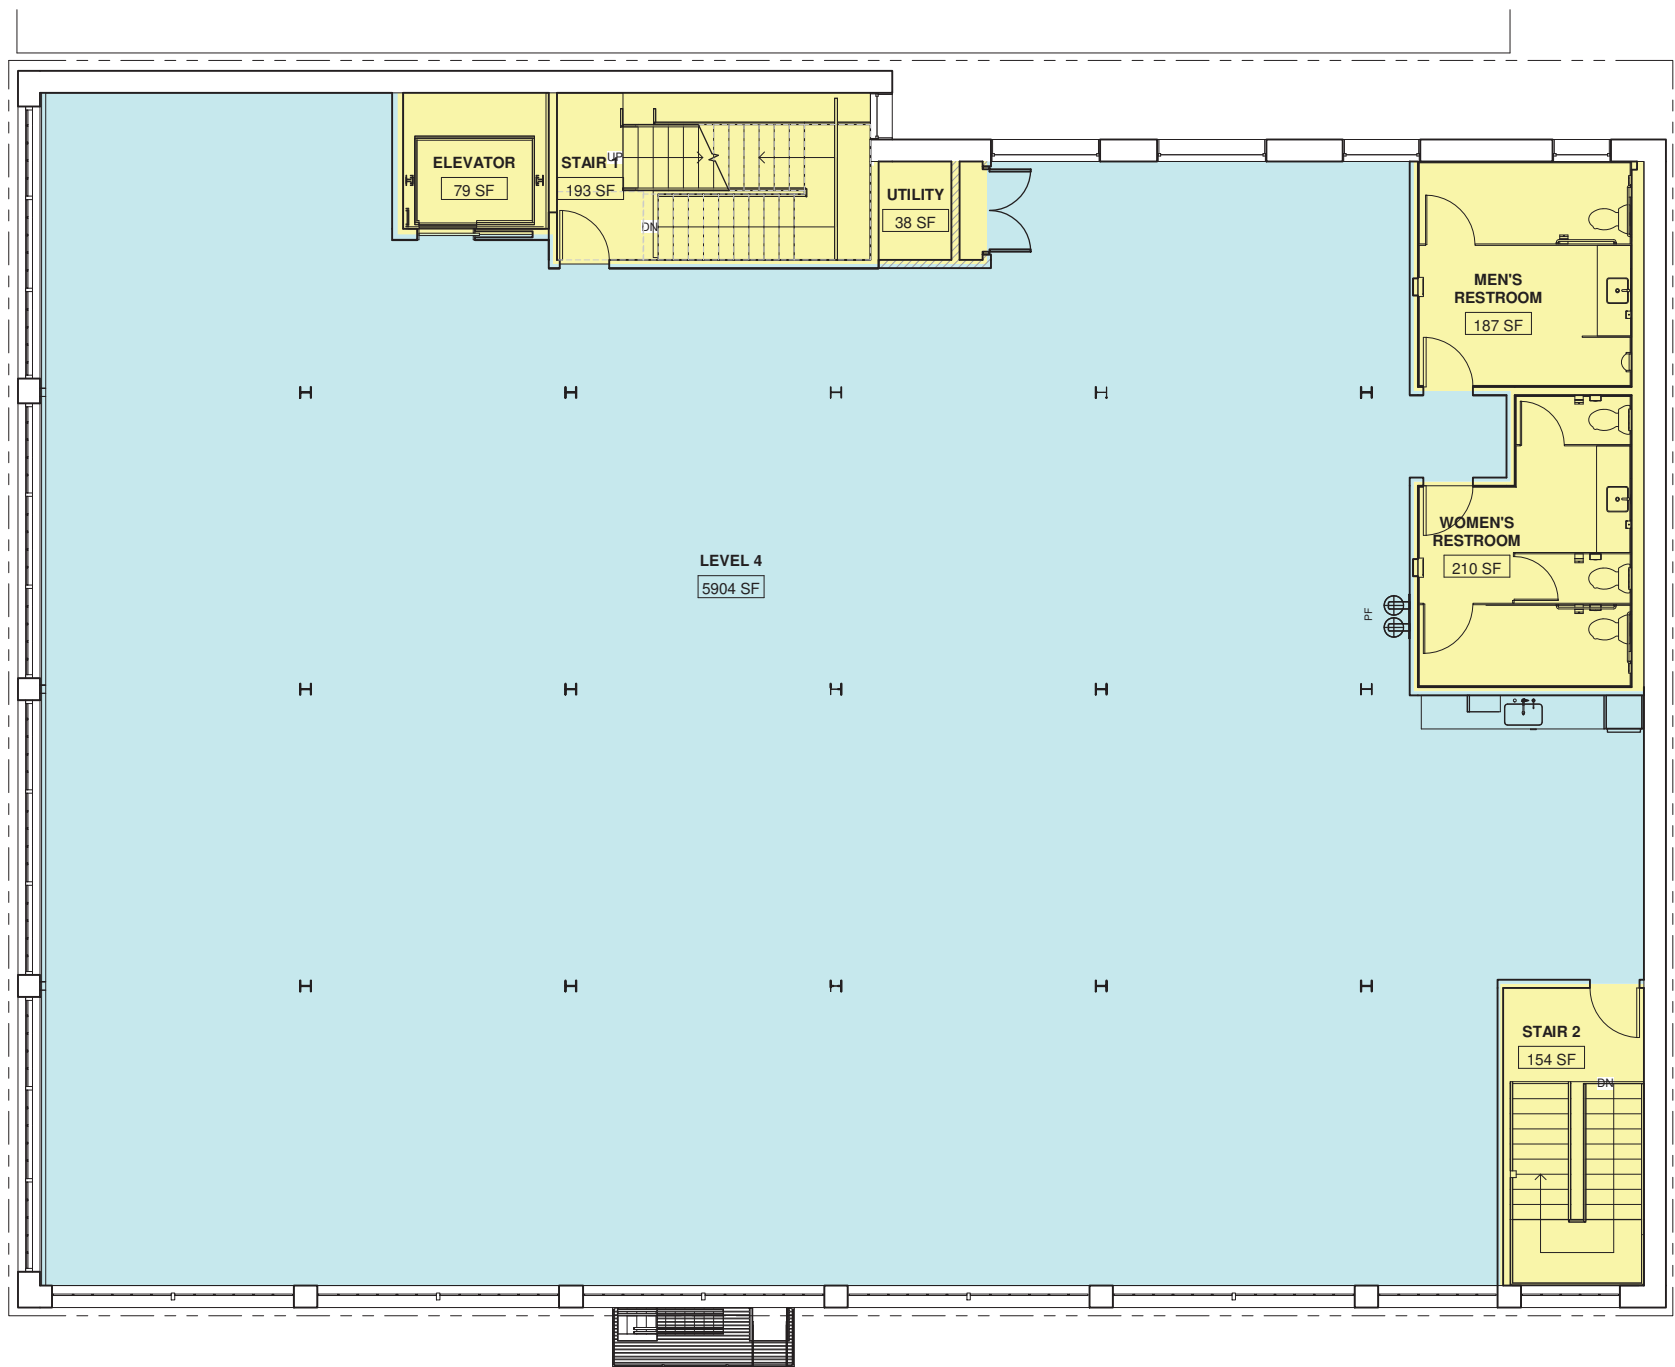 ELEVATOR
79 SF
STAIR 1
193 SF
UP
DN
UTILITY
38 SF
MEN'S
RESTROOM
187 SF
WOMEN'S
RESTROOM
210 SF
LEVEL 4
5904 SF
PF
STAIR 2
154 SF
DN